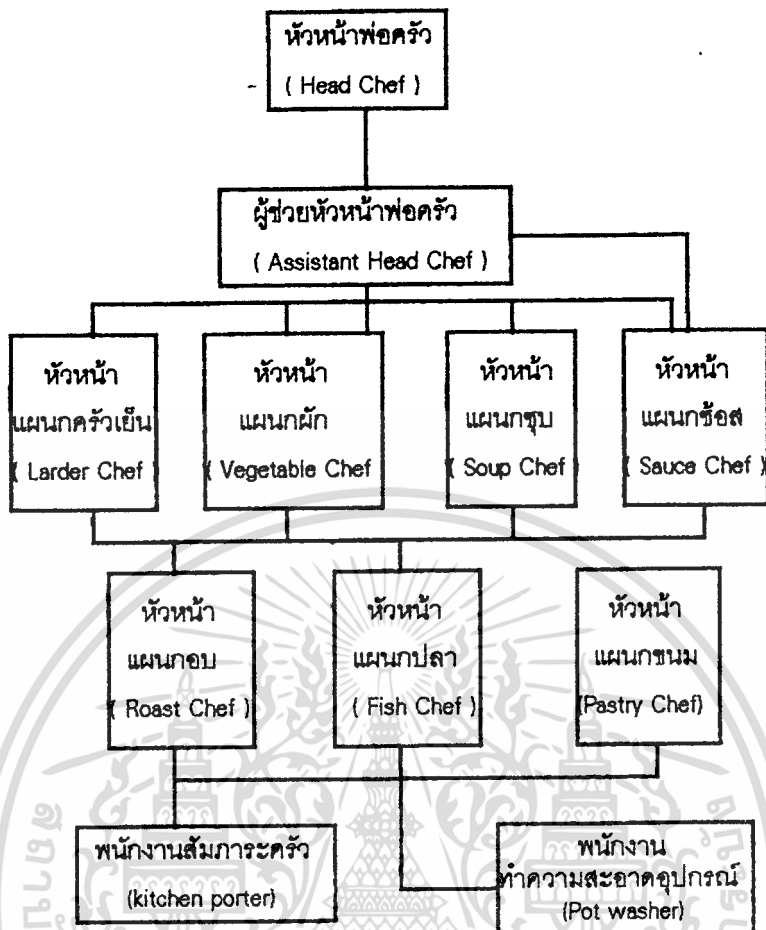 หัวหน้าพ่อครัว
( Head Chef )
ผู้ช่วยหัวหน้าพ่อครัว
( Assistant Head Chef )
หัวหน้า
แผนกครัวเย็น
( Larder Chef )
หัวหน้า
แผนกผัก
( Vegetable Chef
หัวหน้า
แผนกซุบ
( Soup Chef )
หัวหน้า
แผนกซ้อส
( Sauce Chef )
หัวหน้า
แผนกอบ
( Roast Chef )
หัวหน้า
แผนกปลา
( Fish Chef )
หัวหน้า
แผนกขนม
(Pastry Chef)
พนักงานสัมภาระครัว
(kitchen porter)
พนักงาน
ทำความสะอาดอุปกรณ์
(Pot washer)